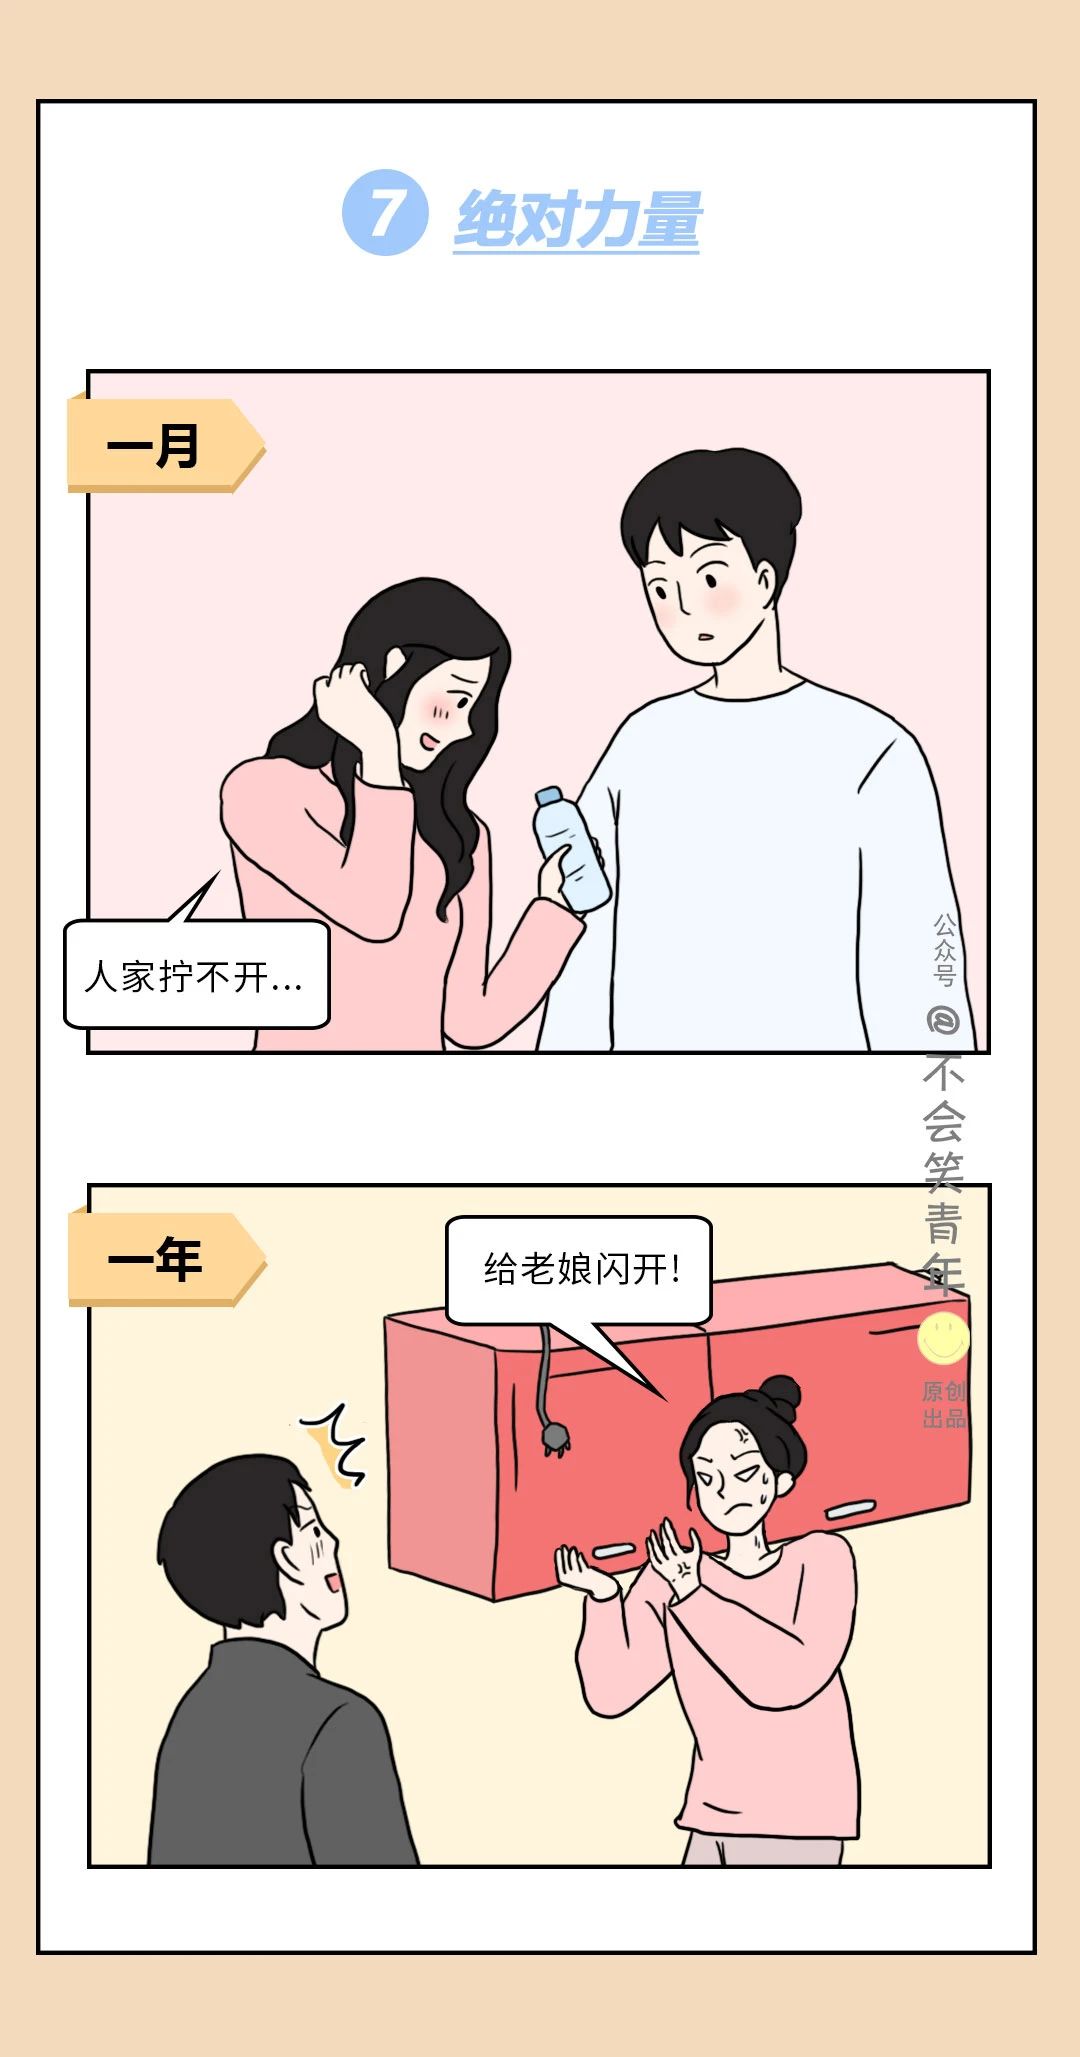 7 绝对力量
一月
人家拧不开...
公众号 @不会笑青年 原创出品
一年
给老娘闪开!